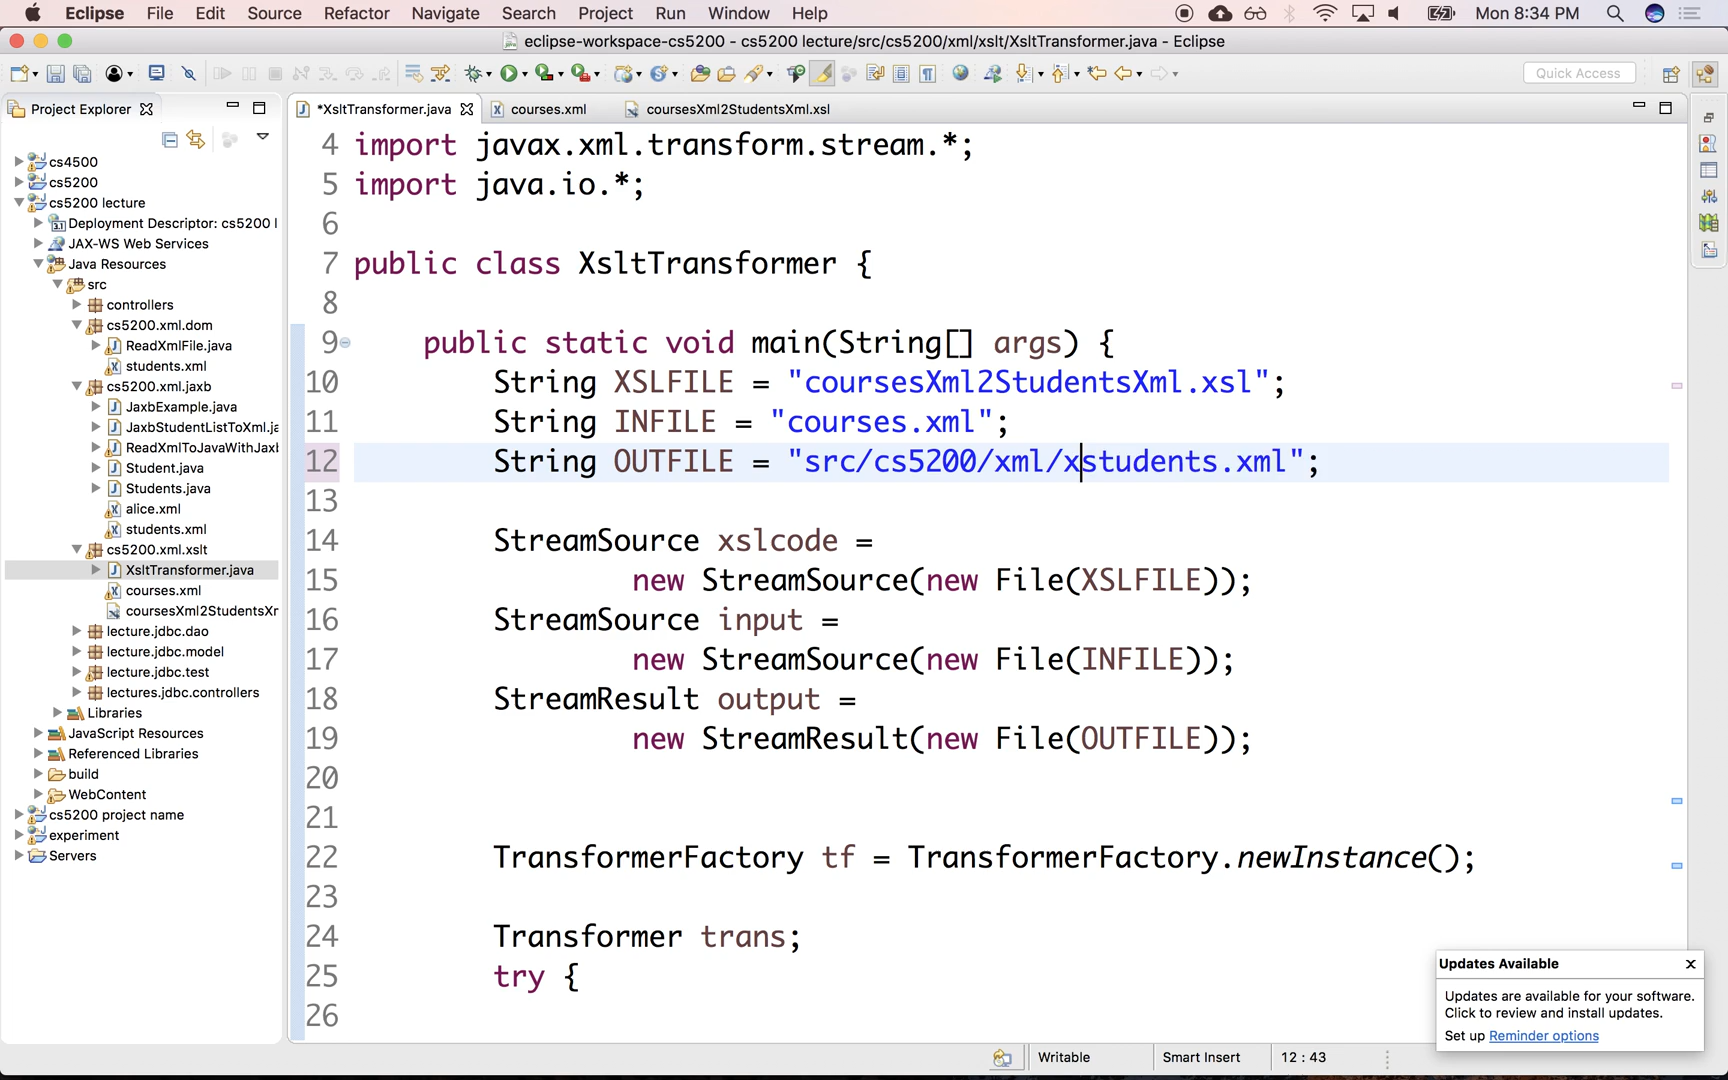 Eclipse File Edit Source Refactor Navigate Search Project Run Window Help Mon 8:34 PM
eclipse-workspace-cs5200 - cs5200 lecture/src/cs5200/xml/xslt/XsltTransformer.java - Eclipse
Quick Access
Project Explorer
*XsltTransformer.java courses.xml coursesXml2StudentsXml.xsl
cs4500
cs5200
cs5200 lecture
Deployment Descriptor: cs5200 l
JAX-WS Web Services
Java Resources
src
controllers
cs5200.xml.dom
ReadXmlFile.java
students.xml
cs5200.xml.jaxb
JaxbExample.java
JaxbStudentListToXml.ja
ReadXmlToJavaWithJaxb
Student.java
Students.java
alice.xml
students.xml
cs5200.xml.xslt
XsltTransformer.java
courses.xml
coursesXml2StudentsXr
lecture.jdbc.dao
lecture.jdbc.model
lecture.jdbc.test
lectures.jdbc.controllers
Libraries
JavaScript Resources
Referenced Libraries
build
WebContent
cs5200 project name
experiment
Servers
4 import javax.xml.transform.stream.*;
5 import java.io.*;
6
7 public class XsltTransformer {
8
9 public static void main(String[] args) {
10 String XSLFILE = "coursesXml2StudentsXml.xsl";
11 String INFILE = "courses.xml";
12 String OUTFILE = "src/cs5200/xml/xstudents.xml";
13
14 StreamSource xslcode =
15 new StreamSource(new File(XSLFILE));
16 StreamSource input =
17 new StreamSource(new File(INFILE));
18 StreamResult output =
19 new StreamResult(new File(OUTFILE));
20
21
22 TransformerFactory tf = TransformerFactory.newInstance();
23
24 Transformer trans;
25 try {
26
Updates Available
Updates are available for your software.
Click to review and install updates.
Set up Reminder options
Writable Smart Insert 12 : 43